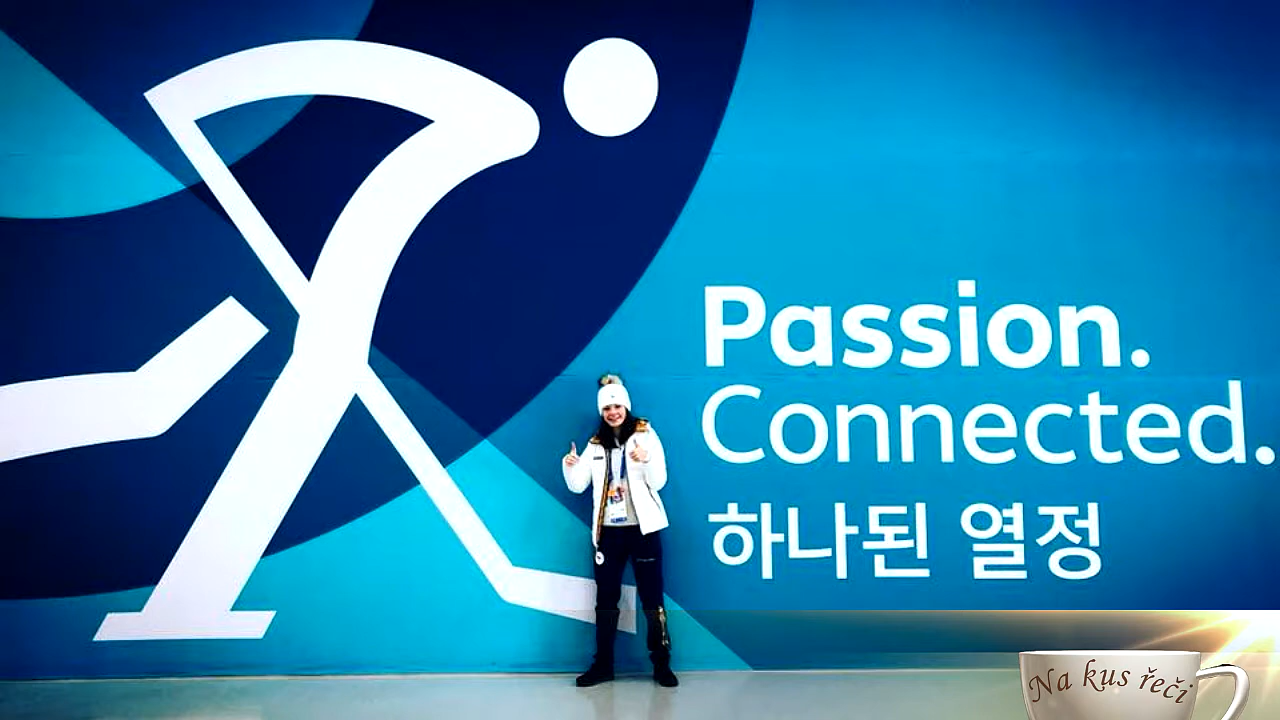 Passion.
Connected.
하나된 열정
Na kus řeči